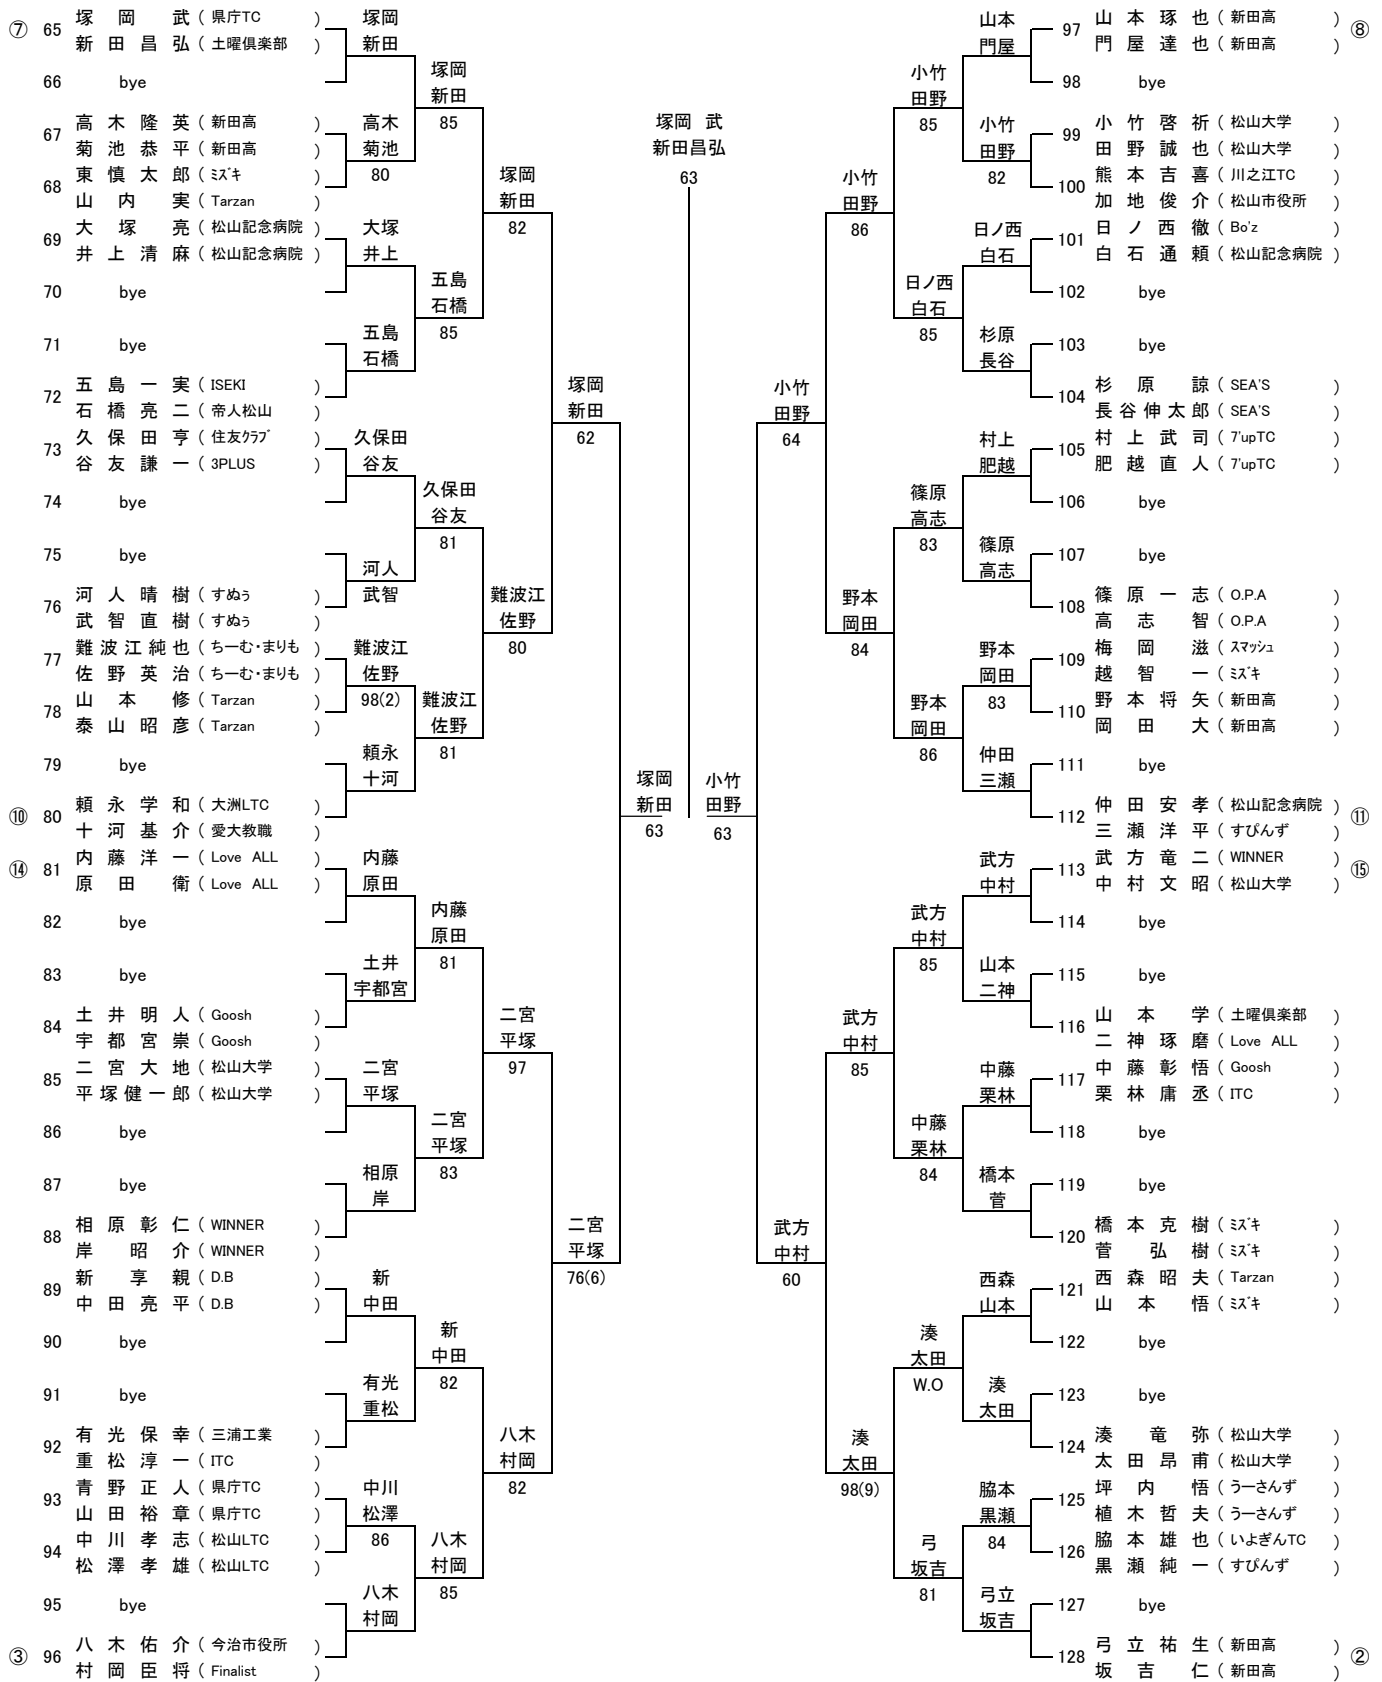 ⑦ 65 塚岡武 ( 県庁TC )
新田昌弘 ( 土曜倶楽部 )
66 bye
67 高木隆英 ( 新田高 )
菊池恭平 ( 新田高 )
68 東慎太郎 ( ミズキ )
山内実 ( Tarzan )
69 大塚亮 ( 松山記念病院 )
井上清麻 ( 松山記念病院 )
70 bye
71 bye
72 五島一実 ( ISEKI )
石橋亮二 ( 帝人松山 )
73 久保田亨 ( 住友クラブ )
谷友謙一 ( 3PLUS )
74 bye
75 bye
76 河人晴樹 ( すぬぅ )
武智直樹 ( すぬぅ )
77 難波江純也 ( ちーむ・まりも )
佐野英治 ( ちーむ・まりも )
78 山本修 ( Tarzan )
泰山昭彦 ( Tarzan )
79 bye
⑩ 80 頼永学和 ( 大洲LTC )
十河基介 ( 愛大教職 )
⑭ 81 内藤洋一 ( Love ALL )
原田衛 ( Love ALL )
82 bye
83 bye
84 土井明人 ( Goosh )
宇都宮崇 ( Goosh )
85 二宮大地 ( 松山大学 )
平塚健一郎 ( 松山大学 )
86 bye
87 bye
88 相原彰仁 ( WINNER )
岸昭介 ( WINNER )
89 新享親 ( D.B )
中田亮平 ( D.B )
90 bye
91 bye
92 有光保幸 ( 三浦工業 )
重松淳一 ( ITC )
93 青野正人 ( 県庁TC )
山田裕章 ( 県庁TC )
94 中川孝志 ( 松山LTC )
松澤孝雄 ( 松山LTC )
95 bye
③ 96 八木佑介 ( 今治市役所 )
村岡臣将 ( Finalist )
塚岡
新田
高木
菊池
80
大塚
井上
五島
石橋
久保田
谷友
河人
武智
難波江
佐野
98(2)
頼永
十河
内藤
原田
土井
宇都宮
二宮
平塚
相原
岸
新
中田
有光
重松
中川
松澤
86
八木
村岡
塚岡
新田
85
五島
石橋
85
久保田
谷友
81
難波江
佐野
81
内藤
原田
81
二宮
平塚
83
新
中田
82
八木
村岡
85
塚岡
新田
82
難波江
佐野
80
二宮
平塚
97
八木
村岡
82
塚岡
新田
62
二宮
平塚
76(6)
塚岡
新田
63
塚岡 武
新田昌弘
63
小竹
田野
63
小竹
田野
64
武方
中村
60
小竹
田野
86
野本
岡田
84
武方
中村
85
湊
太田
98(9)
小竹
田野
85
日ノ西
白石
85
篠原
高志
83
野本
岡田
86
武方
中村
85
中藤
栗林
84
湊
太田
W.O
弓
坂吉
81
山本
門屋
小竹
田野
82
日ノ西
白石
杉原
長谷
村上
肥越
篠原
高志
野本
岡田
83
仲田
三瀬
武方
中村
山本
二神
中藤
栗林
橋本
菅
西森
山本
湊
太田
脇本
黒瀬
84
弓立
坂吉
97 山本琢也 ( 新田高 ) ⑧
門屋達也 ( 新田高 )
98 bye
99 小竹啓祈 ( 松山大学 )
田野誠也 ( 松山大学 )
100 熊本吉喜 ( 川之江TC )
加地俊介 ( 松山市役所 )
101 日ノ西徹 ( Bo'z )
白石通頼 ( 松山記念病院 )
102 bye
103 bye
104 杉原諒 ( SEA'S )
長谷伸太郎 ( SEA'S )
105 村上武司 ( 7'upTC )
肥越直人 ( 7'upTC )
106 bye
107 bye
108 篠原一志 ( O.P.A )
高志智 ( O.P.A )
109 梅岡滋 ( スマッシュ )
越智一 ( ミズキ )
110 野本将矢 ( 新田高 )
岡田大 ( 新田高 )
111 bye
112 仲田安孝 ( 松山記念病院 ) ⑪
三瀬洋平 ( すぴんず )
113 武方竜二 ( WINNER ) ⑮
中村文昭 ( 松山大学 )
114 bye
115 bye
116 山本学 ( 土曜倶楽部 )
二神琢磨 ( Love ALL )
117 中藤彰悟 ( Goosh )
栗林庸丞 ( ITC )
118 bye
119 bye
120 橋本克樹 ( ミズキ )
菅弘樹 ( ミズキ )
121 西森昭夫 ( Tarzan )
山本悟 ( ミズキ )
122 bye
123 bye
124 湊竜弥 ( 松山大学 )
太田昂甫 ( 松山大学 )
125 坪内悟 ( うーさんず )
植木哲夫 ( うーさんず )
126 脇本雄也 ( いよぎんTC )
黒瀬純一 ( すぴんず )
127 bye
128 弓立祐生 ( 新田高 ) ②
坂吉仁 ( 新田高 )